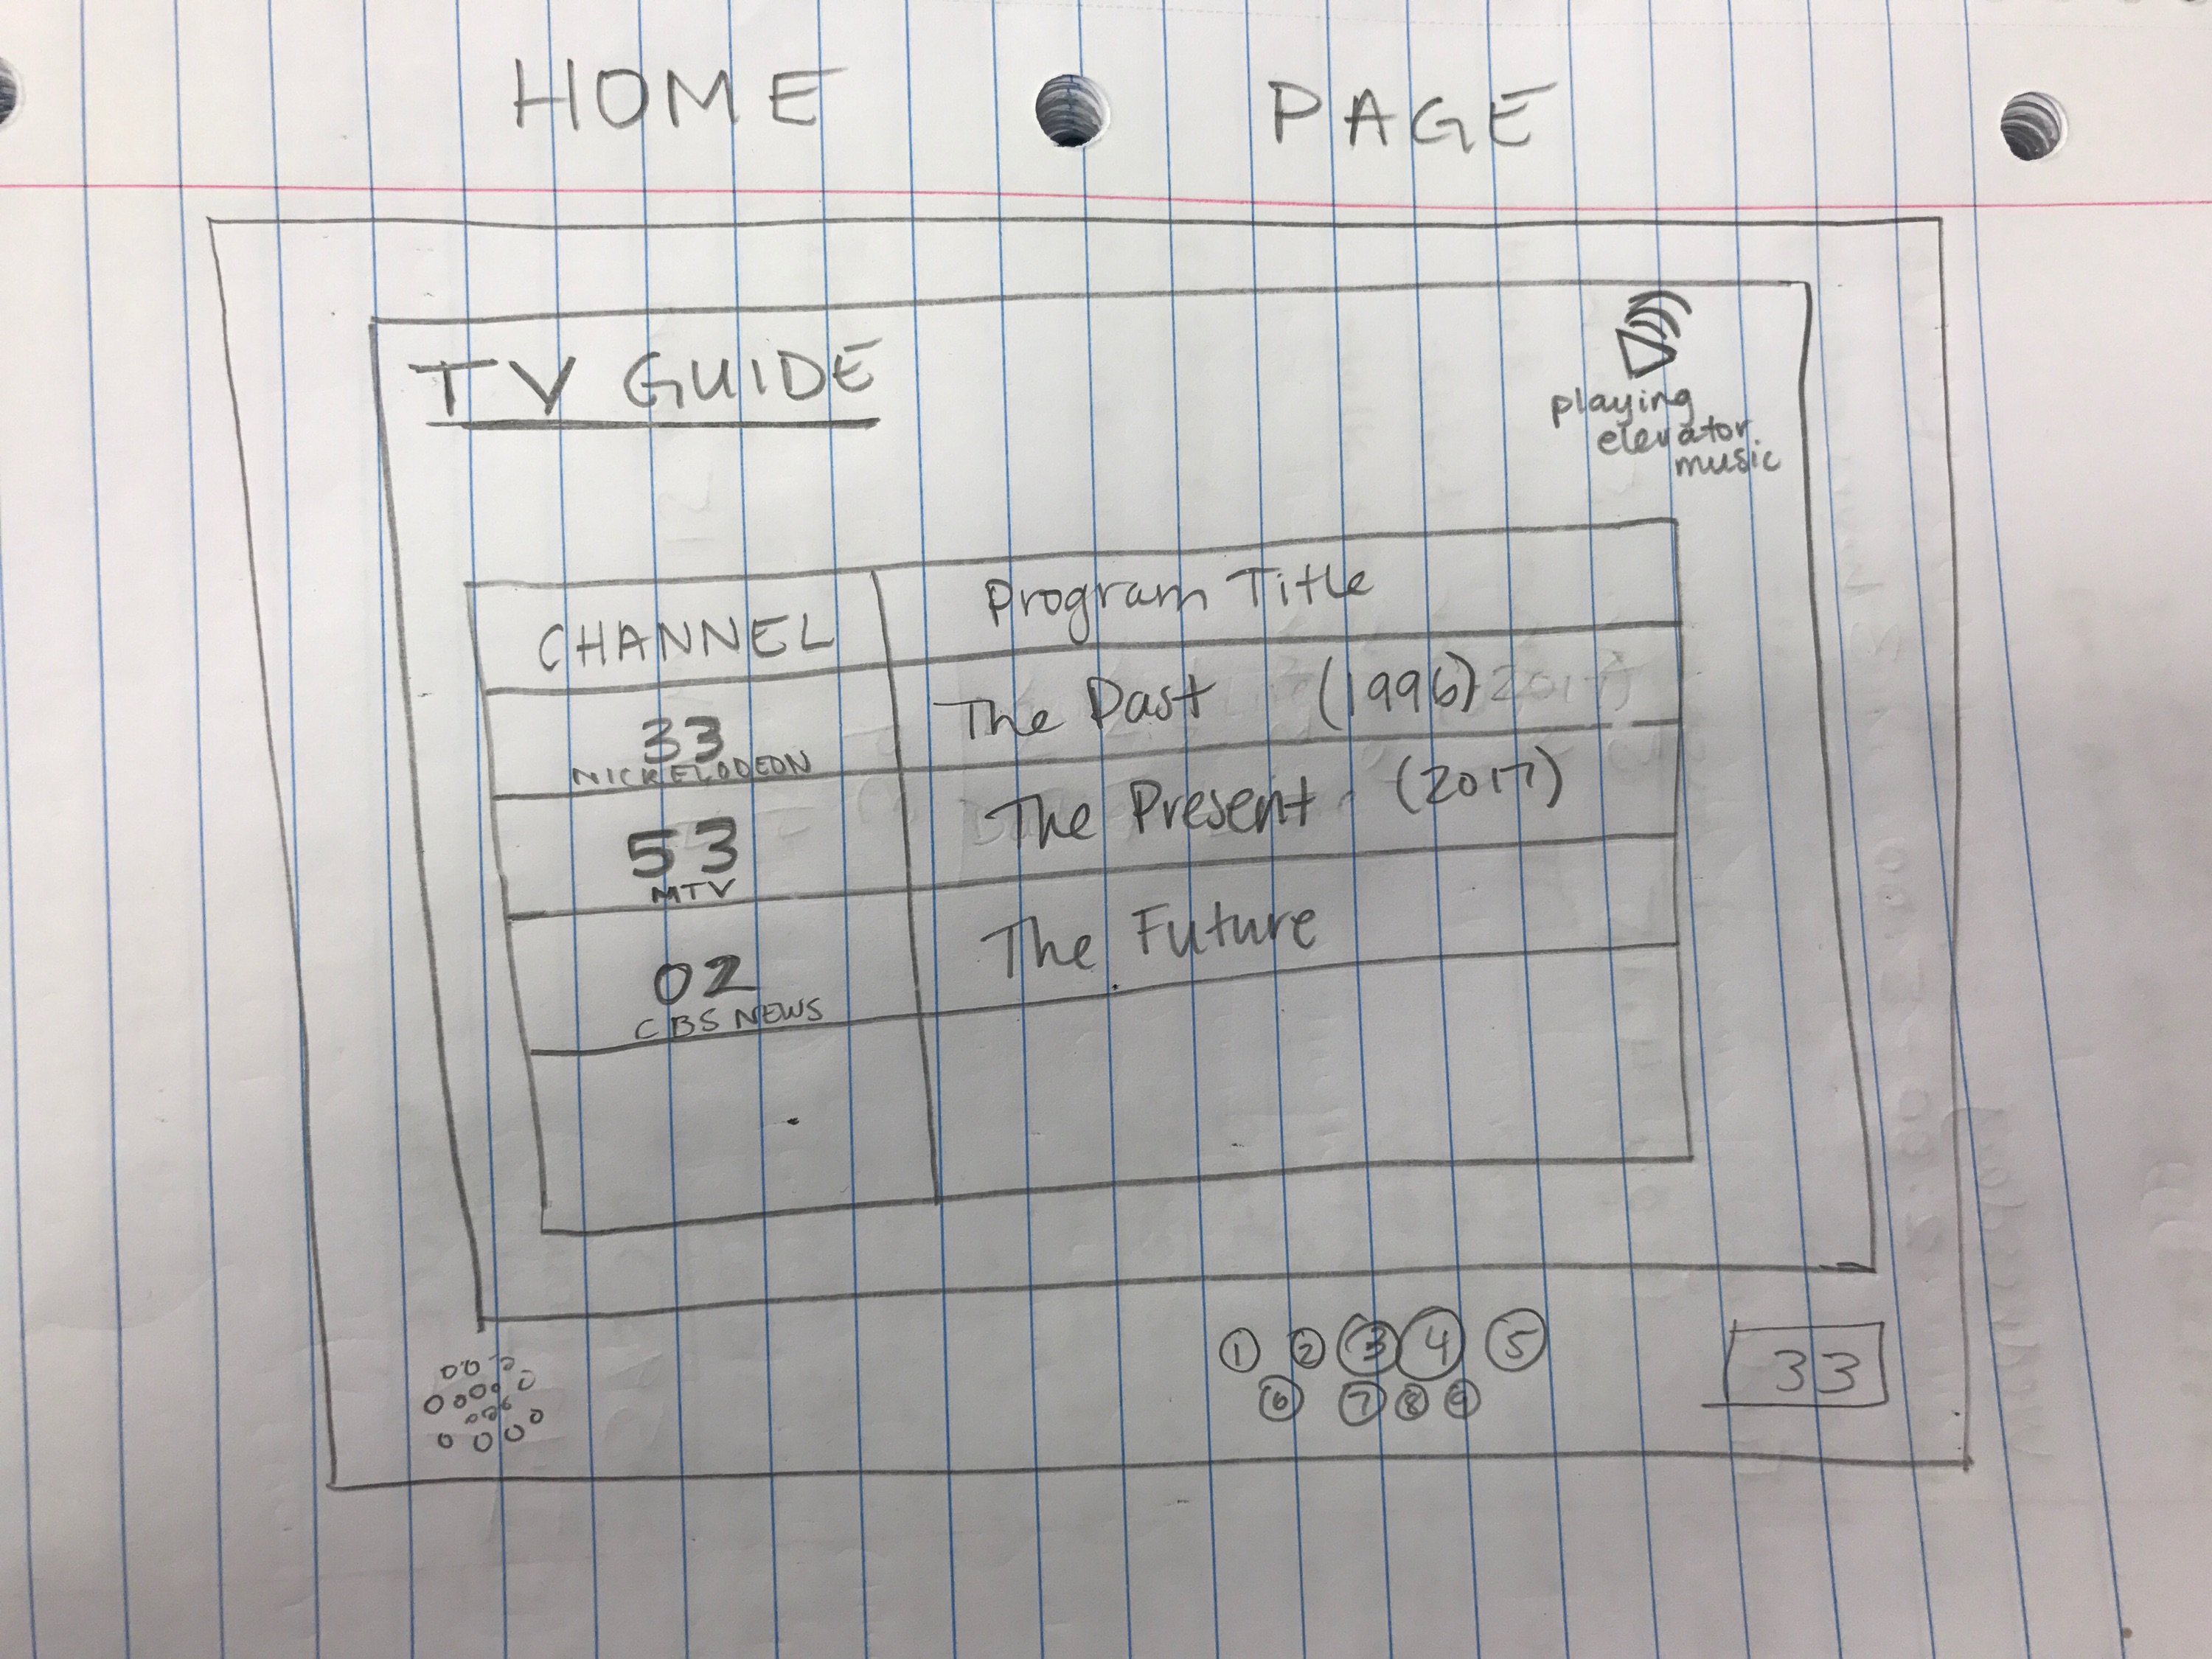 HOME PAGE
TV GUIDE
playing
elevator
music
CHANNEL Program Title
33 The Past (1996)
NICKELODEON
53 The Present (2017)
MTV
02 The Future
CBS NEWS
1 2 3 4 5
6 7 8 9
33